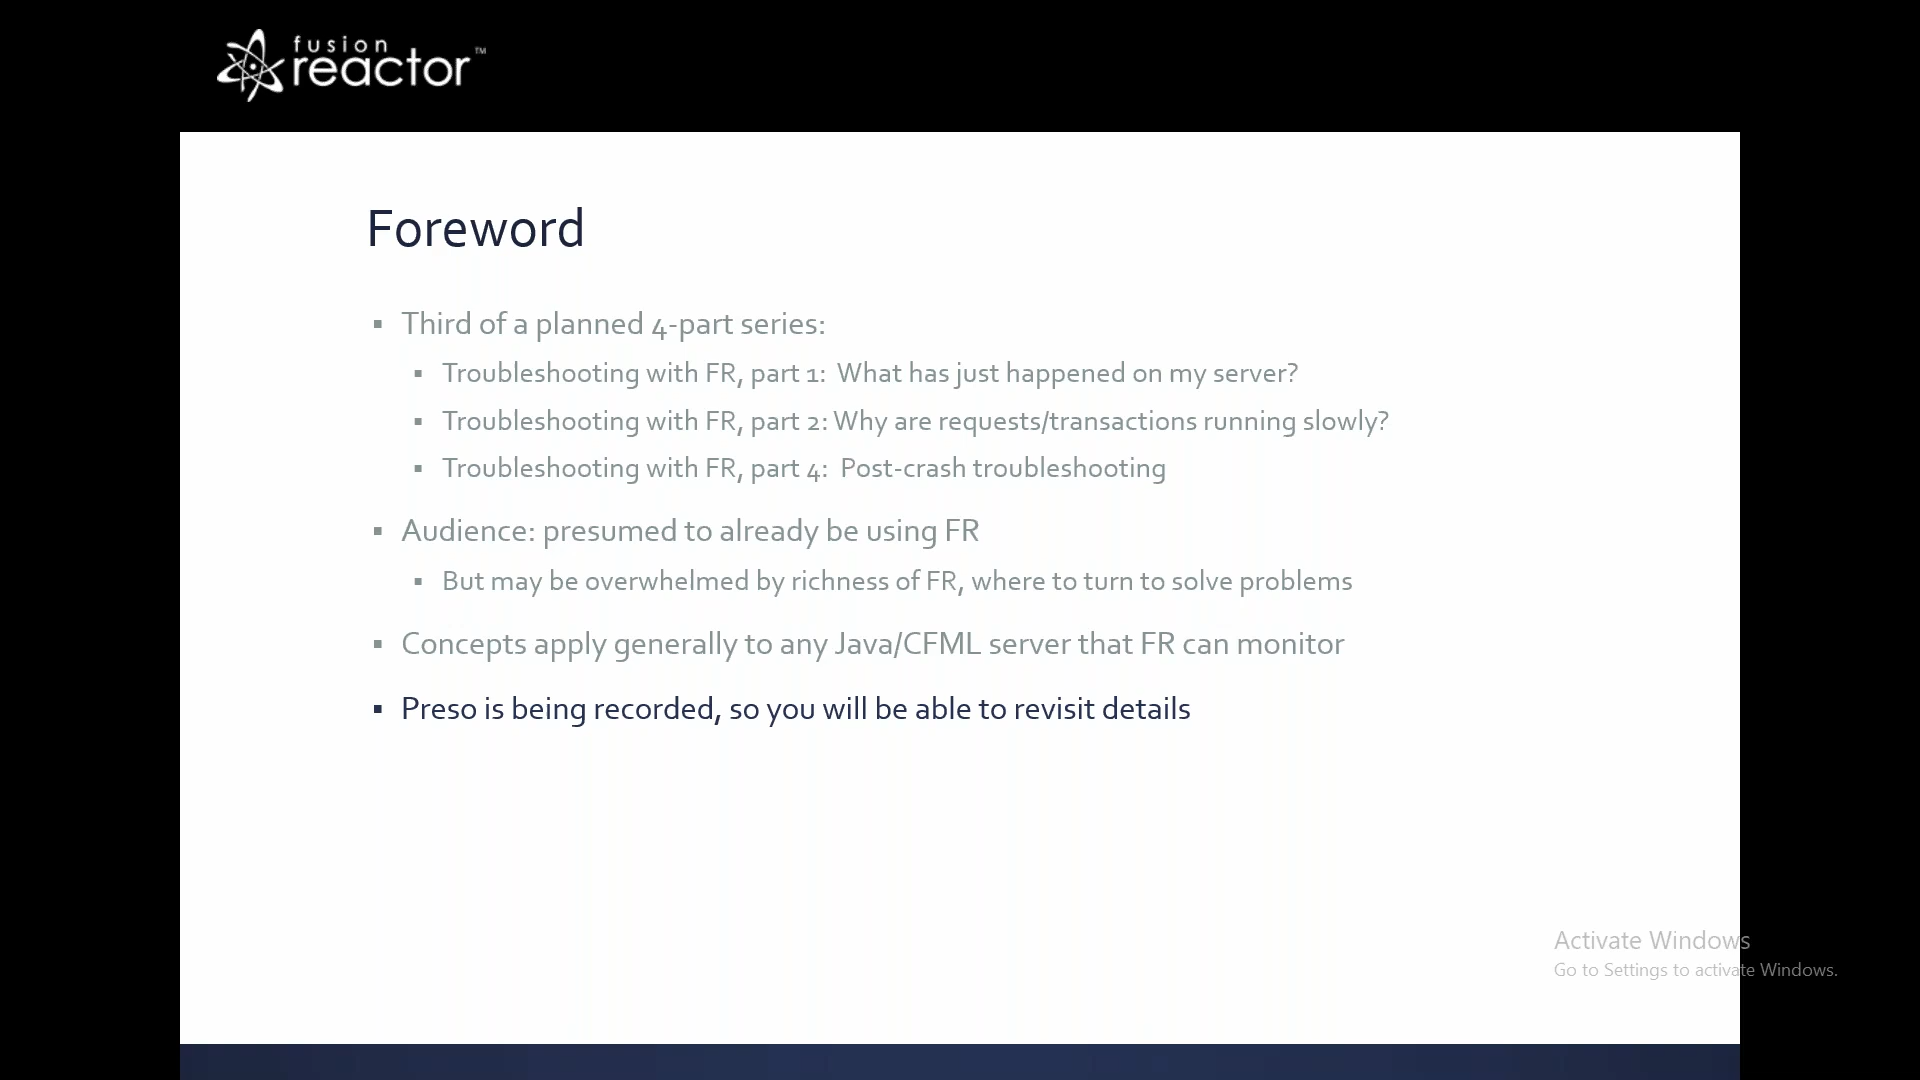 fusion
reactor™
Foreword
▪ Third of a planned 4-part series:
▪ Troubleshooting with FR, part 1: What has just happened on my server?
▪ Troubleshooting with FR, part 2: Why are requests/transactions running slowly?
▪ Troubleshooting with FR, part 4: Post-crash troubleshooting
▪ Audience: presumed to already be using FR
▪ But may be overwhelmed by richness of FR, where to turn to solve problems
▪ Concepts apply generally to any Java/CFML server that FR can monitor
▪ Preso is being recorded, so you will be able to revisit details
Activate Windows
Go to Settings to activate Windows.